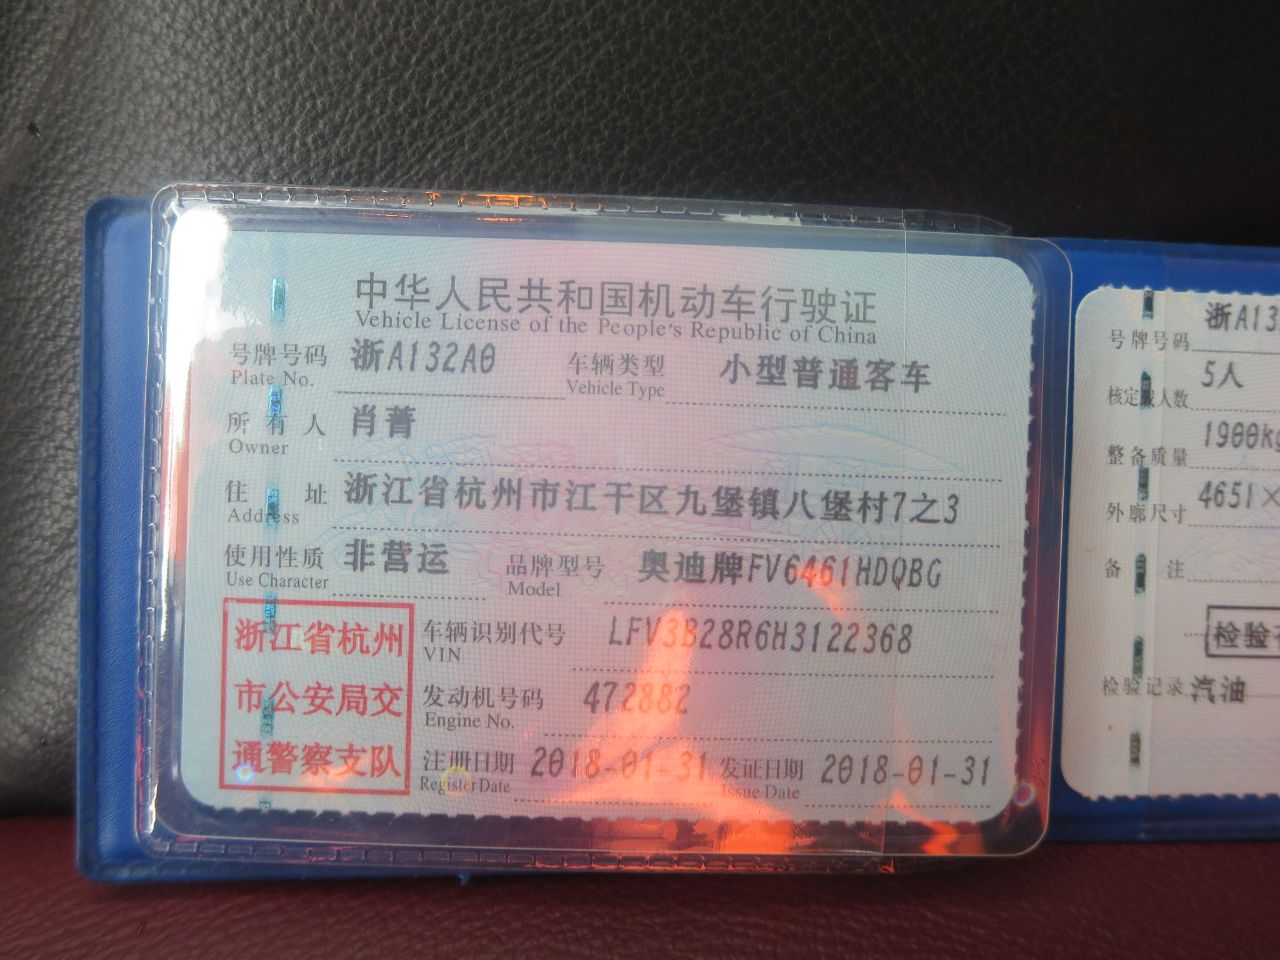 中华人民共和国机动车行驶证
Vehicle License of the People's Republic of China
号牌号码 浙A132A0 车辆类型 小型普通客车
Plate No. Vehicle Type
所有人 肖菁
Owner
住址 浙江省杭州市江干区九堡镇八堡村7之3
Address
使用性质 非营运 品牌型号 奥迪牌FV6461HDQBG
Use Character Model
浙江省杭州
市公安局交
通警察支队
车辆识别代号 LFV3B28R6H3122368
VIN
发动机号码 472882
Engine No.
注册日期 2018-01-31 发证日期 2018-01-31
Register Date Issue Date
号牌号码 浙A13
核定载人数 5人
整备质量 1900kg
外廓尺寸 4651×
备注
检验
检验记录 汽油